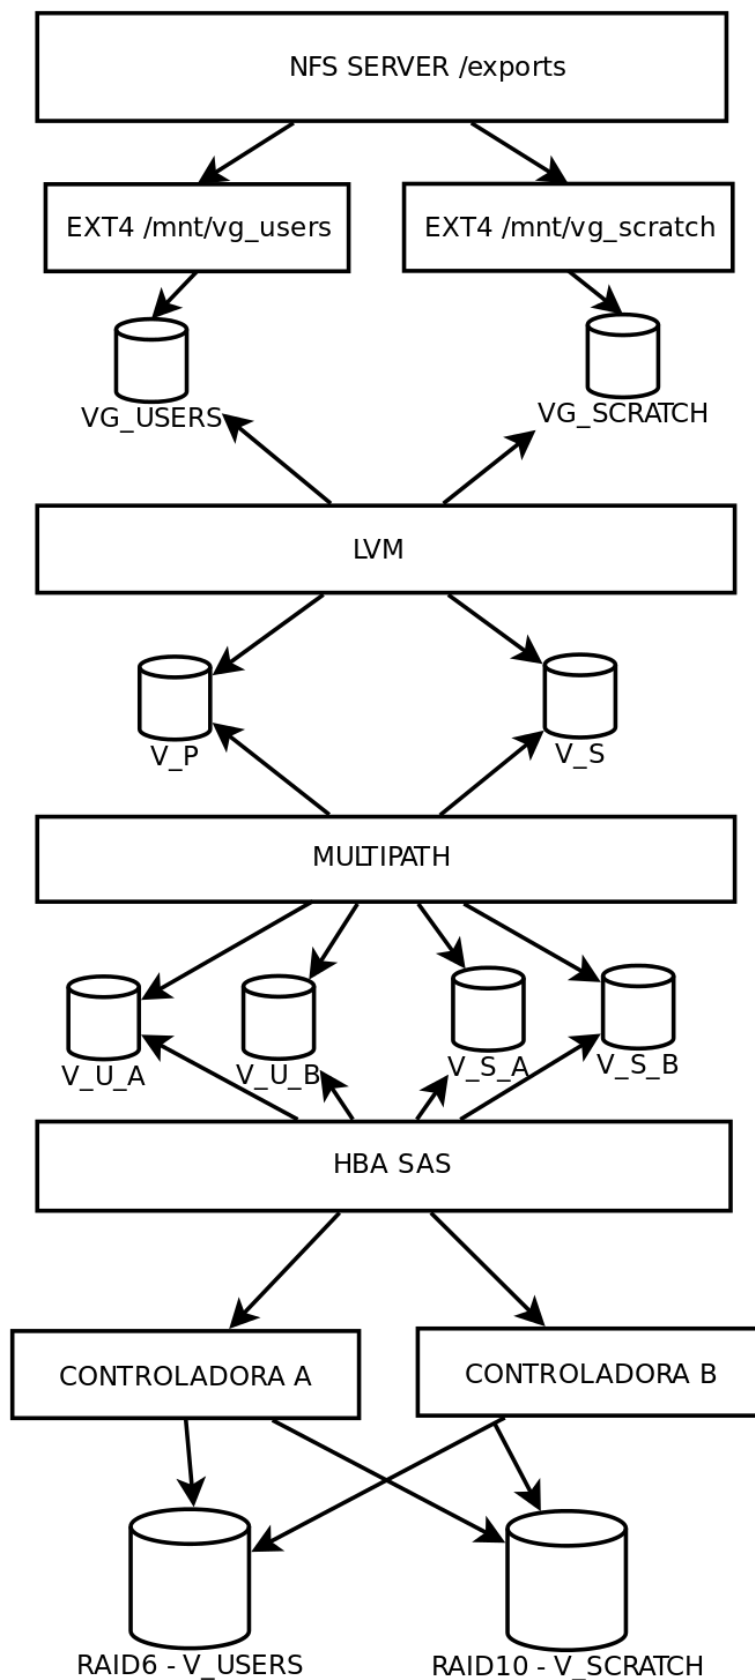 NFS SERVER /exports
EXT4 /mnt/vg_users
EXT4 /mnt/vg_scratch
VG_USERS
VG_SCRATCH
LVM
V_P
V_S
MULTIPATH
V_U_A
V_U_B
V_S_A
V_S_B
HBA SAS
CONTROLADORA A
CONTROLADORA B
RAID6 - V_USERS
RAID10 - V_SCRATCH